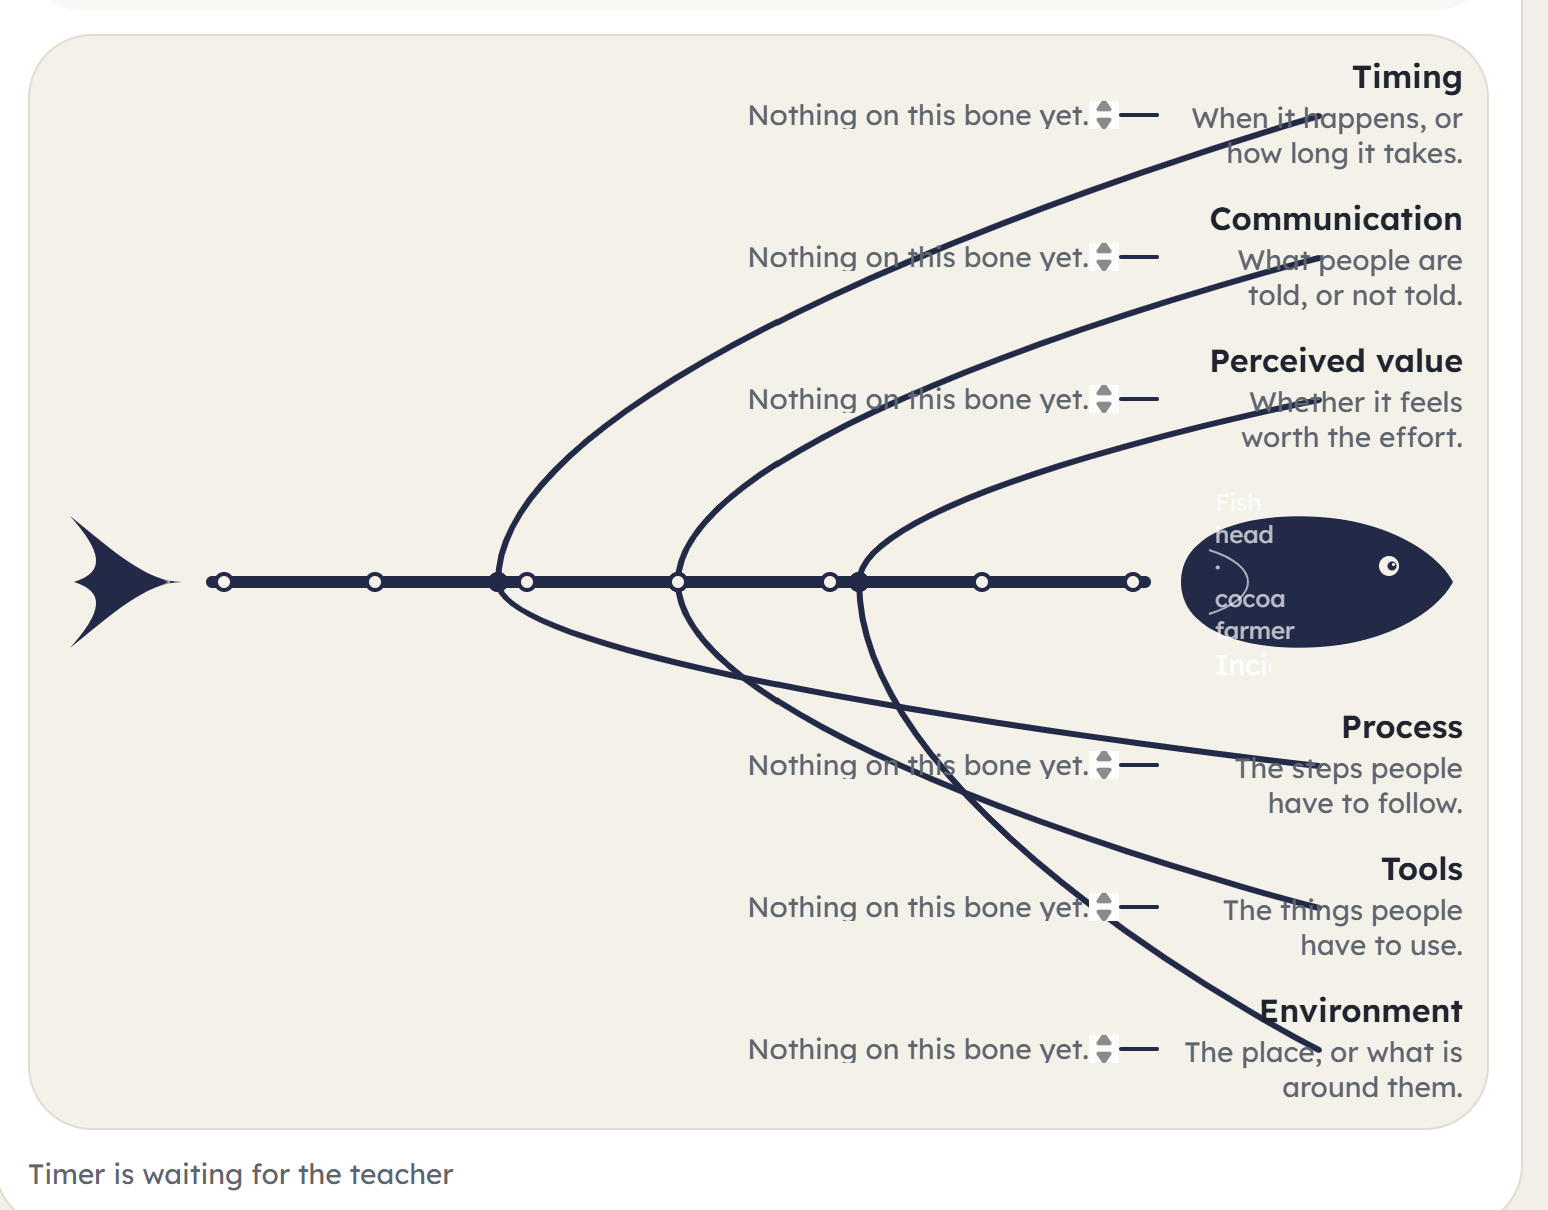 Timing
Nothing on this bone yet.
When it happens, or
how long it takes.
Communication
Nothing on this bone yet.
What people are
told, or not told.
Perceived value
Nothing on this bone yet.
Whether it feels
worth the effort.
Fish
head
cocoa
farmer
Process
Nothing on this bone yet.
The steps people
have to follow.
Tools
Nothing on this bone yet.
The things people
have to use.
Environment
Nothing on this bone yet.
The place, or what is
around them.
Timer is waiting for the teacher